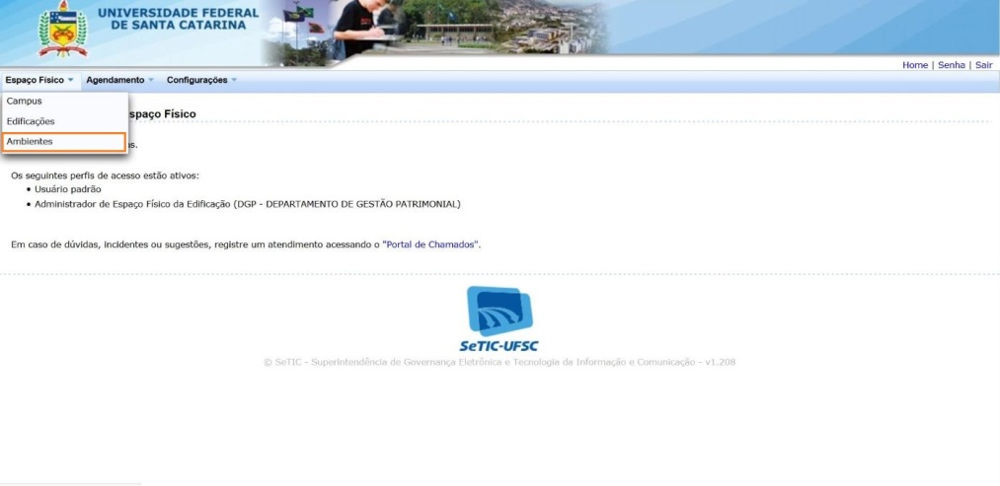 UNIVERSIDADE FEDERAL
DE SANTA CATARINA
Home | Senha | Sair
Espaço Físico Agendamento Configurações
Campus
Edificações
Ambientes
spaço Físico
s.
Os seguintes perfis de acesso estão ativos:
• Usuário padrão
• Administrador de Espaço Físico da Edificação (DGP - DEPARTAMENTO DE GESTÃO PATRIMONIAL)
Em caso de dúvidas, incidentes ou sugestões, registre um atendimento acessando o "Portal de Chamados".
SeTIC-UFSC
© SeTIC - Superintendência de Governança Eletrônica e Tecnologia da Informação e Comunicação - v1.208